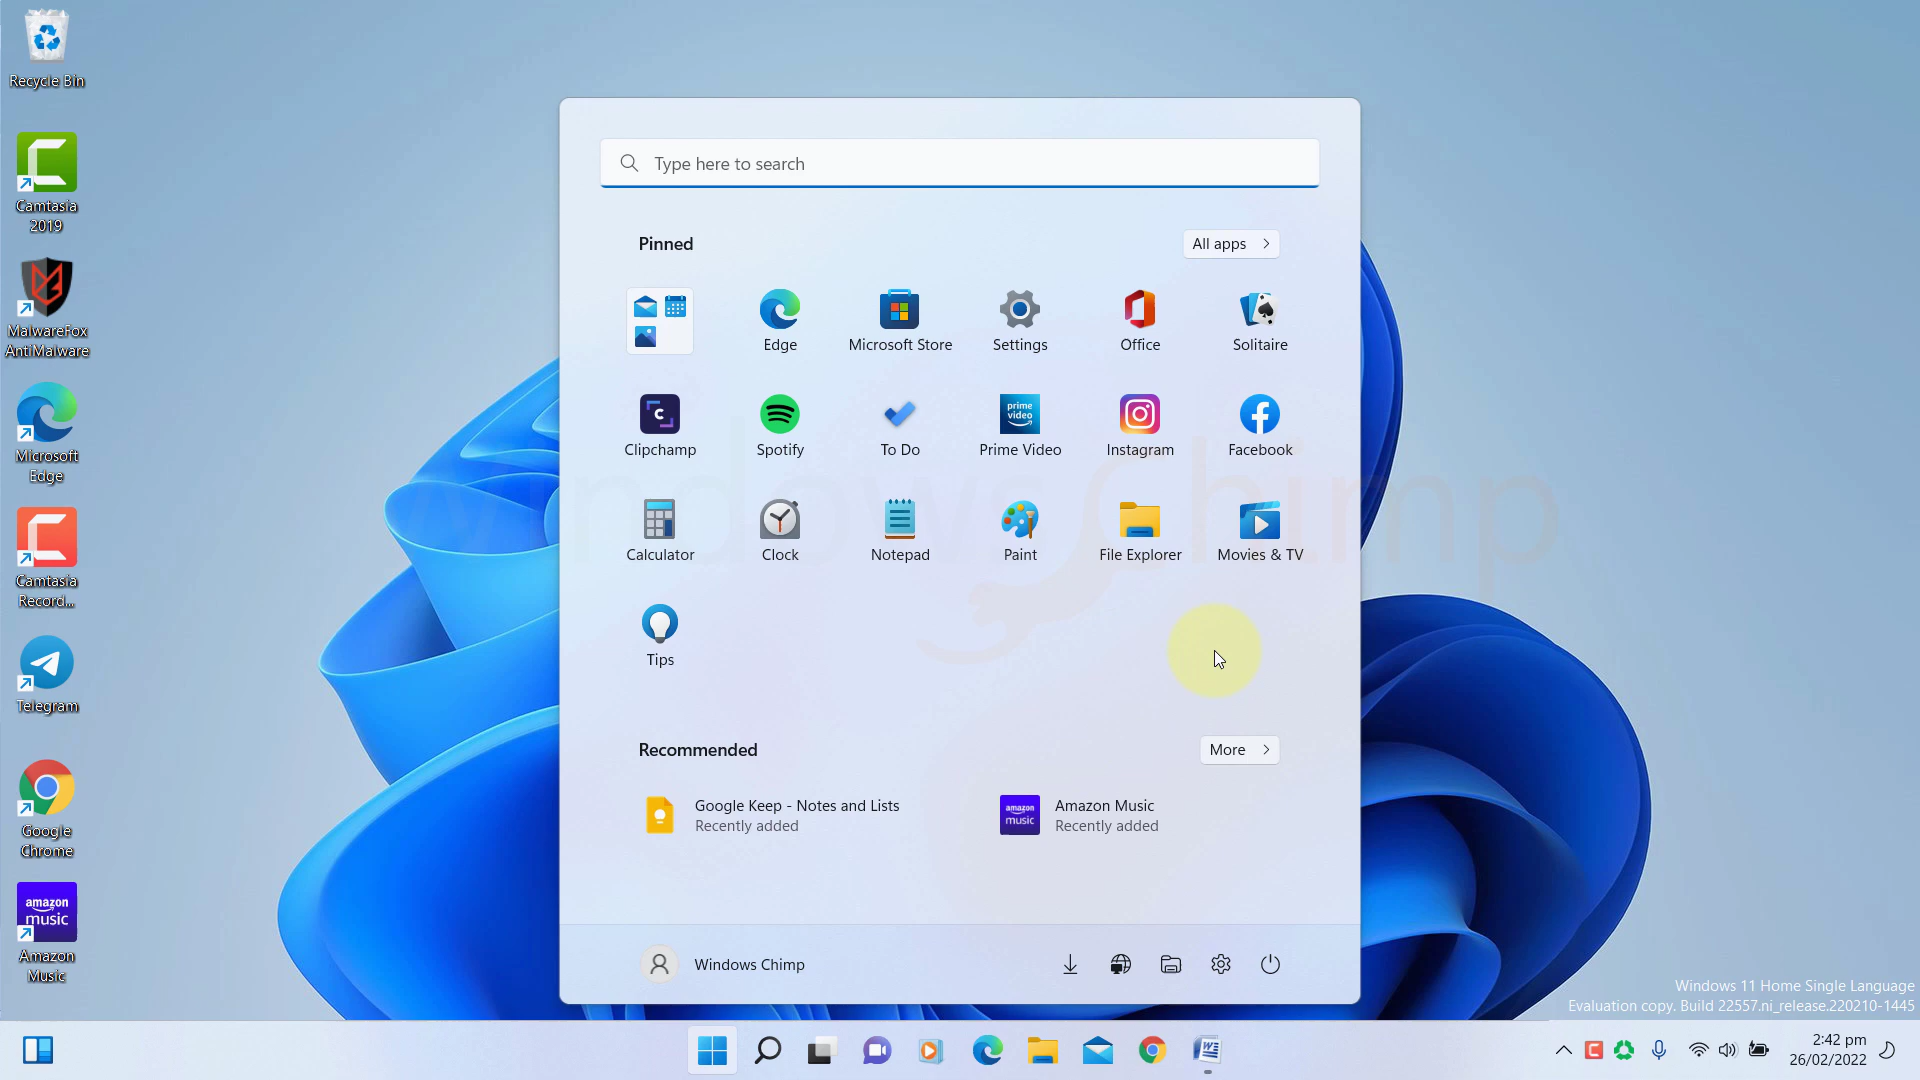 Recycle Bin
Camtasia
2019
MalwareFox
AntiMalware
Microsoft
Edge
Camtasia
Record...
Telegram
Google
Chrome
amazon
music
Amazon
Music
Type here to search
Pinned
All apps
Edge
Microsoft Store
Settings
Office
Solitaire
prime
video
Clipchamp
Spotify
To Do
Prime Video
Instagram
Facebook
Windows Chimp
Calculator
Clock
Notepad
Paint
File Explorer
Movies & TV
Tips
Recommended
More
Google Keep - Notes and Lists
Recently added
amazon
music
Amazon Music
Recently added
Windows Chimp
Windows 11 Home Single Language
Evaluation copy. Build 22557.ni_release.220210-1445
2:42 pm
26/02/2022